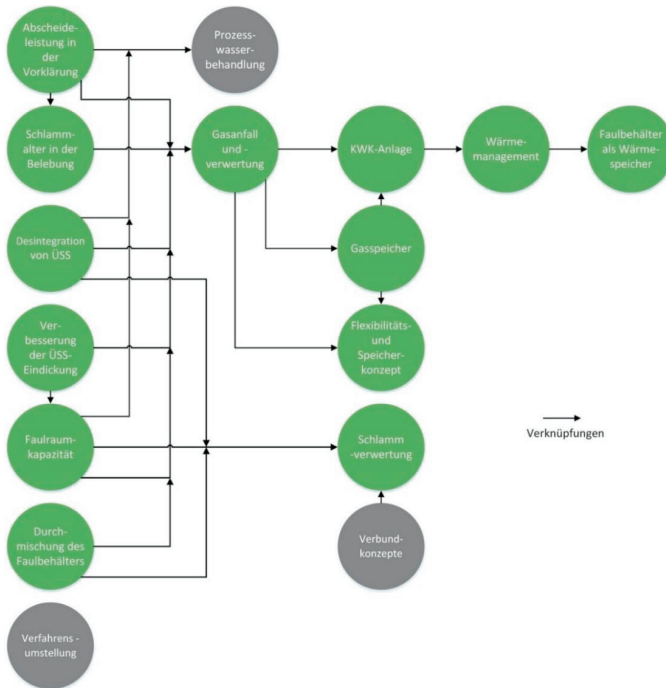 Abscheide-
leistung in
der
Vorklärung
Prozess-
wasser-
behandlung
Schlamm-
alter in der
Belebung
Gasanfall
und -
verwertung
KWK-Anlage
Wärme-
management
Faulbehälter
als Wärme-
speicher
Desintegration
von ÜSS
Gasspeicher
Ver-
besserung
der ÜSS-
Eindickung
Flexibilitäts-
und
Speicher-
konzept
Faulraum-
kapazität
Schlamm
-verwertung
Verknüpfungen
Durch-
mischung des
Faulbehälters
Verbund-
konzepte
Verfahrens -
umstellung